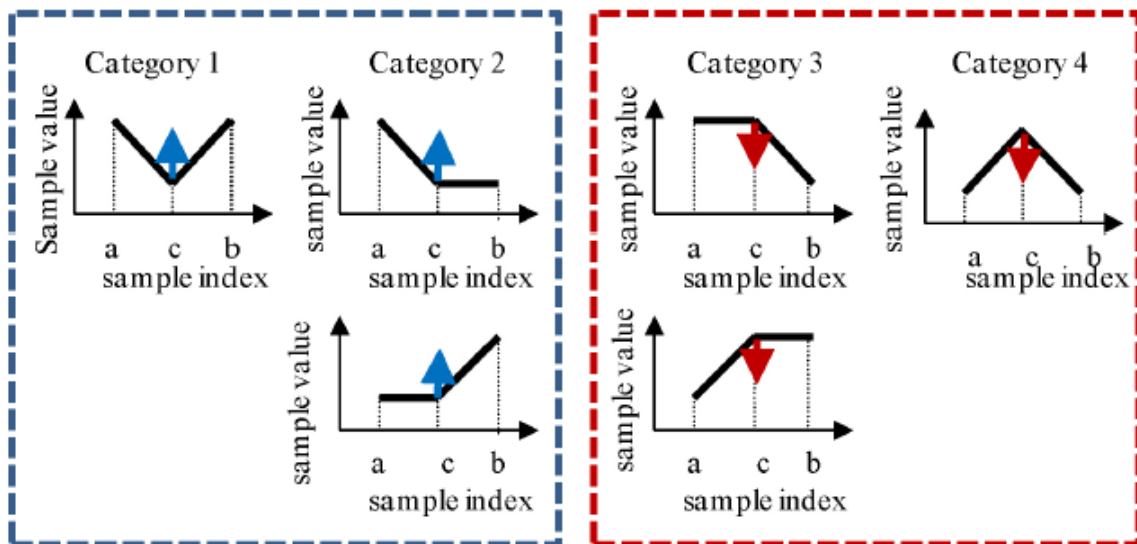 Category 1
Sample value
a c b
sample index
Category 2
sample value
a c b
sample index
sample value
a c b
sample index
Category 3
sample value
a c b
sample index
sample value
a c b
sample index
Category 4
sample value
a c b
sample index